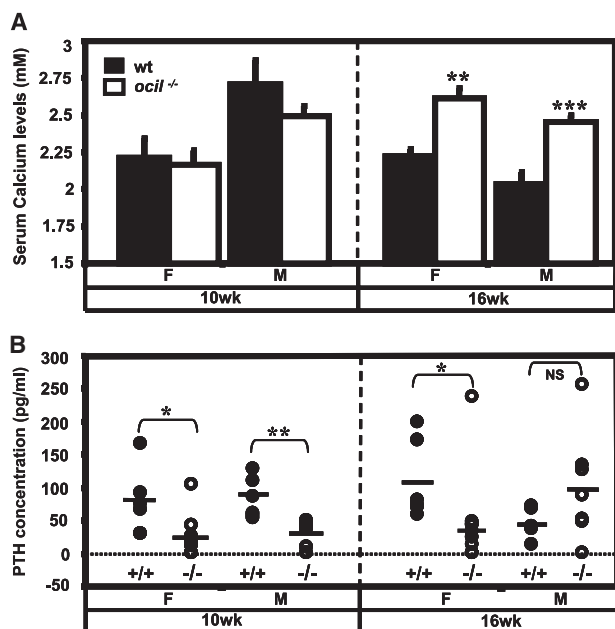 A
Serum Calcium levels (mM)
3
2.75
2.5
2.25
2
1.75
1.5
wt
ocil -/-
**
***
F M F M
10wk 16wk
B
PTH concentration (pg/ml)
300
250
200
150
100
50
0
-50
* ** * NS
+/+ -/- +/+ -/- +/+ -/- +/+ -/-
F M F M
10wk 16wk